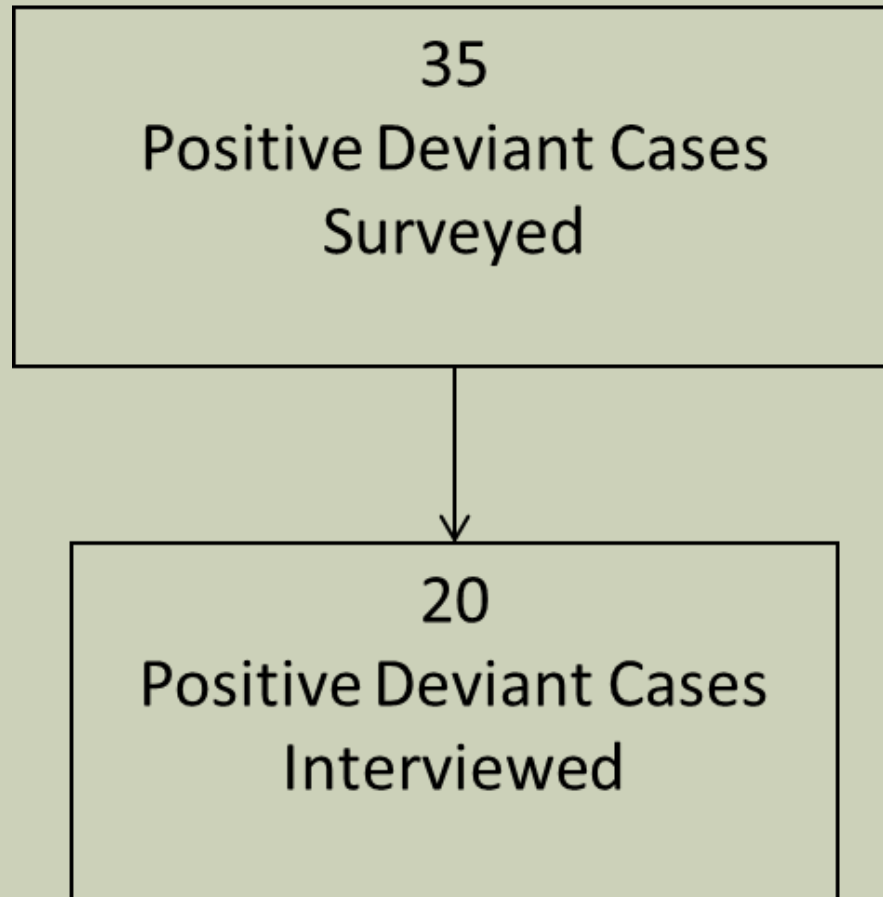 35
Positive Deviant Cases
Surveyed
20
Positive Deviant Cases
Interviewed